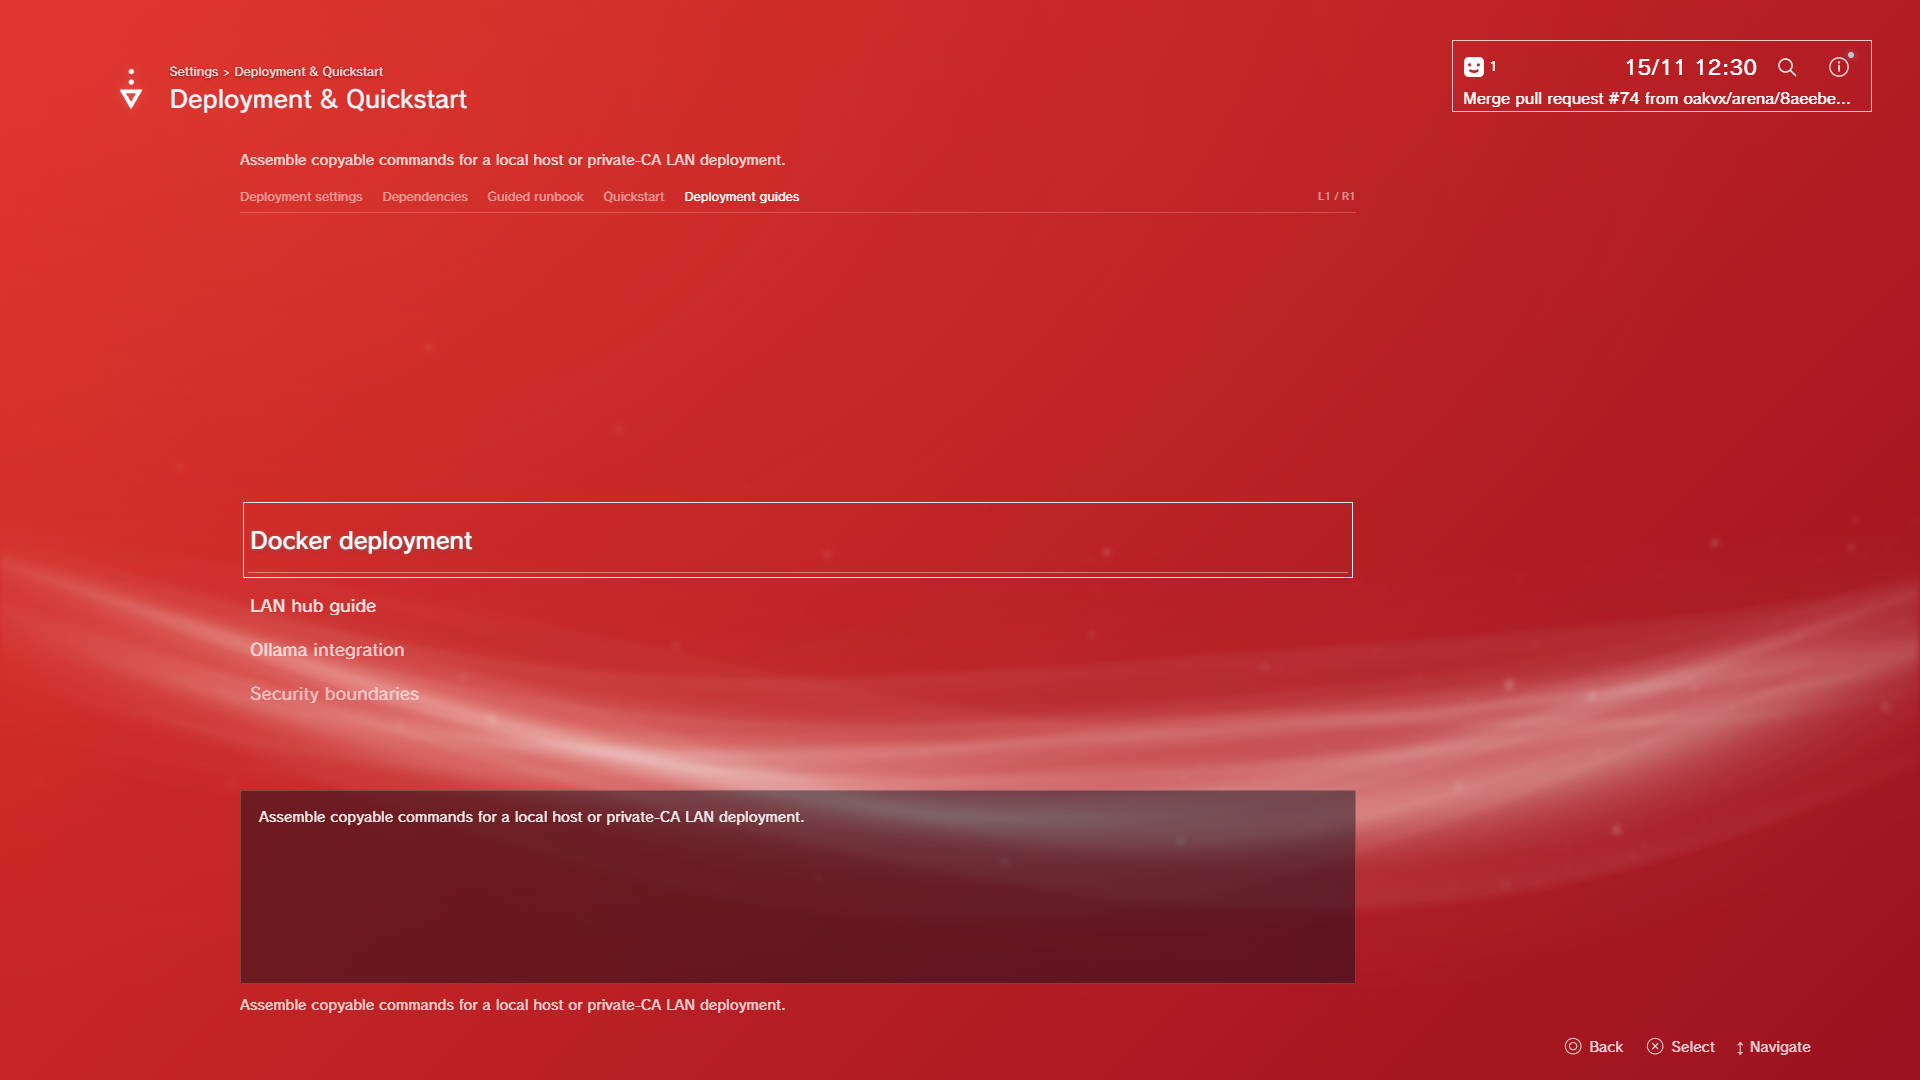 Settings > Deployment & Quickstart
Deployment & Quickstart
1
15/11 12:30
Merge pull request #74 from oakvx/arena/8aeebe...
Assemble copyable commands for a local host or private-CA LAN deployment.
Deployment settings Dependencies Guided runbook Quickstart Deployment guides L1 / R1
Docker deployment
LAN hub guide
Ollama integration
Security boundaries
Assemble copyable commands for a local host or private-CA LAN deployment.
Assemble copyable commands for a local host or private-CA LAN deployment.
Back Select Navigate